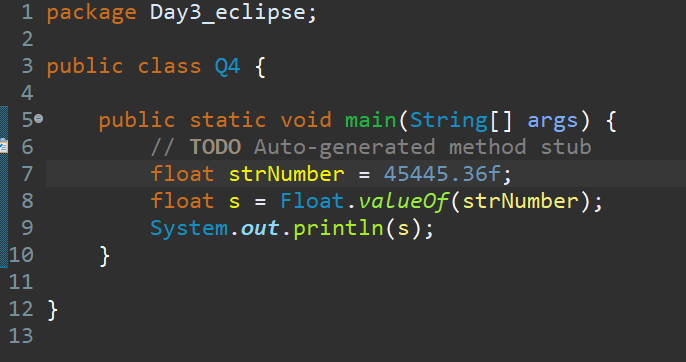 1 package Day3_eclipse;
2
3 public class Q4 {
4
5     public static void main(String[] args) {
6         // TODO Auto-generated method stub
7         float strNumber = 45445.36f;
8         float s = Float.valueOf(strNumber);
9         System.out.println(s);
10     }
11
12 }
13